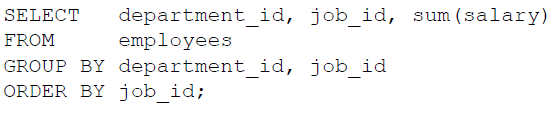 SELECT   department_id, job_id, sum(salary)
FROM     employees
GROUP BY department_id, job_id
ORDER BY job_id;